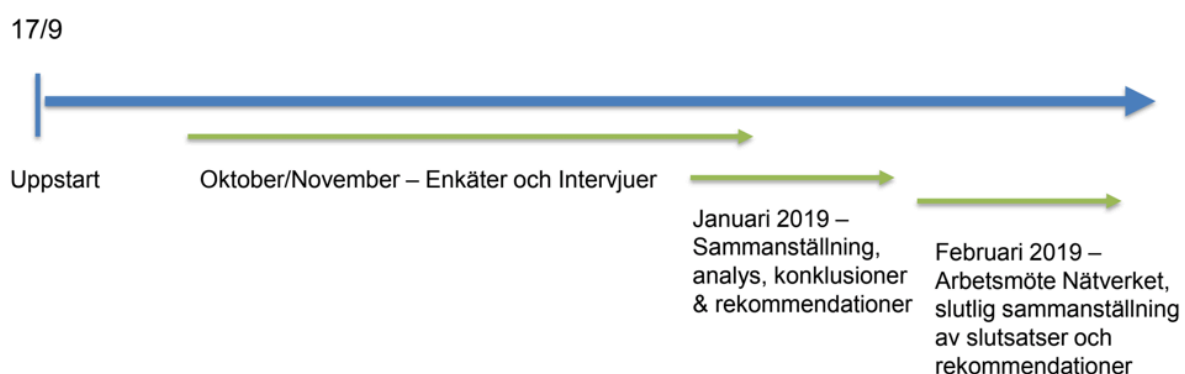 17/9
Uppstart
Oktober/November – Enkäter och Intervjuer
Januari 2019 –
Sammanställning,
analys, konklusioner
& rekommendationer
Februari 2019 –
Arbetsmöte Nätverket,
slutlig sammanställning
av slutsatser och
rekommendationer